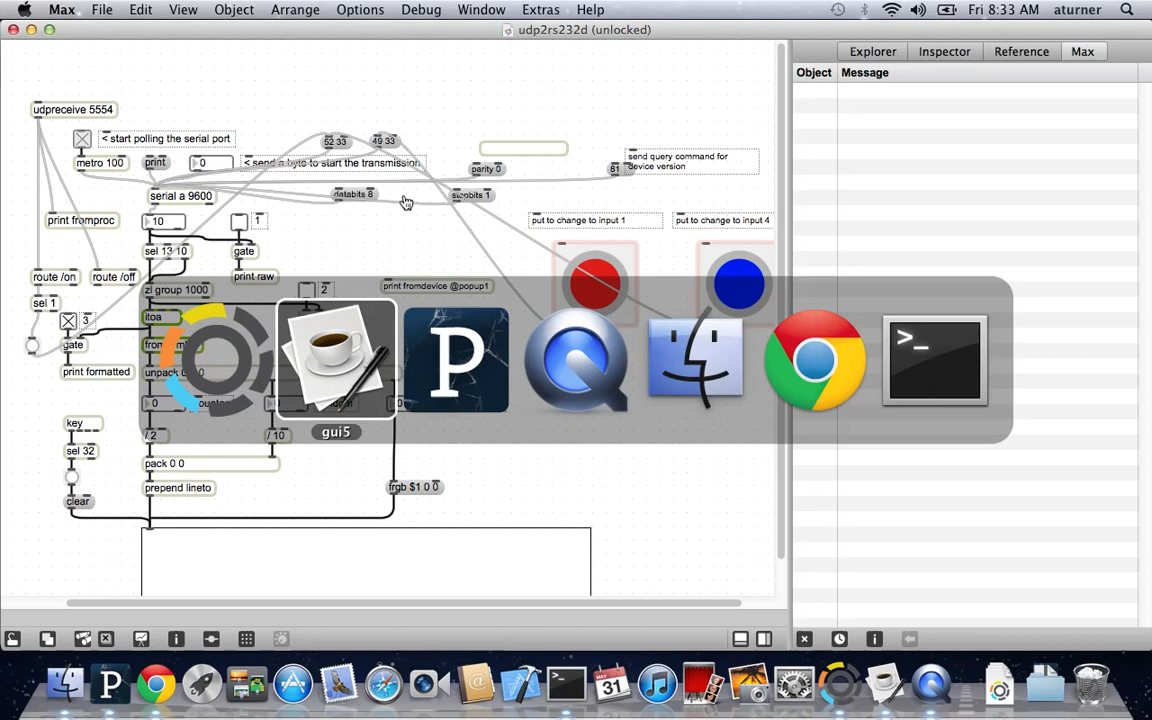 Max File Edit View Object Arrange Options Debug Window Extras Help
Fri 8:33 AM aturner
udp2rs232d (unlocked)
Explorer Inspector Reference Max
Object Message
udpreceive 5554
< start polling the serial port
52 33
49 33
metro 100
print
0
< send a byte to start the transmission
parity 0
81
send query command for
device version
serial a 9600
databits 8
stopbits 1
print fromproc
10
1
put to change to input 1
put to change to input 4
sel 13 10
gate
route /on
route /off
print raw
zl group 1000
2
print fromdevice @popup1
sel 1
itoa
3
gate
print formatted
0
key
/ 2
/ 10
sel 32
pack 0 0
prepend lineto
frgb $1 0 0
clear
P
>_
gui5
P
MAY
31